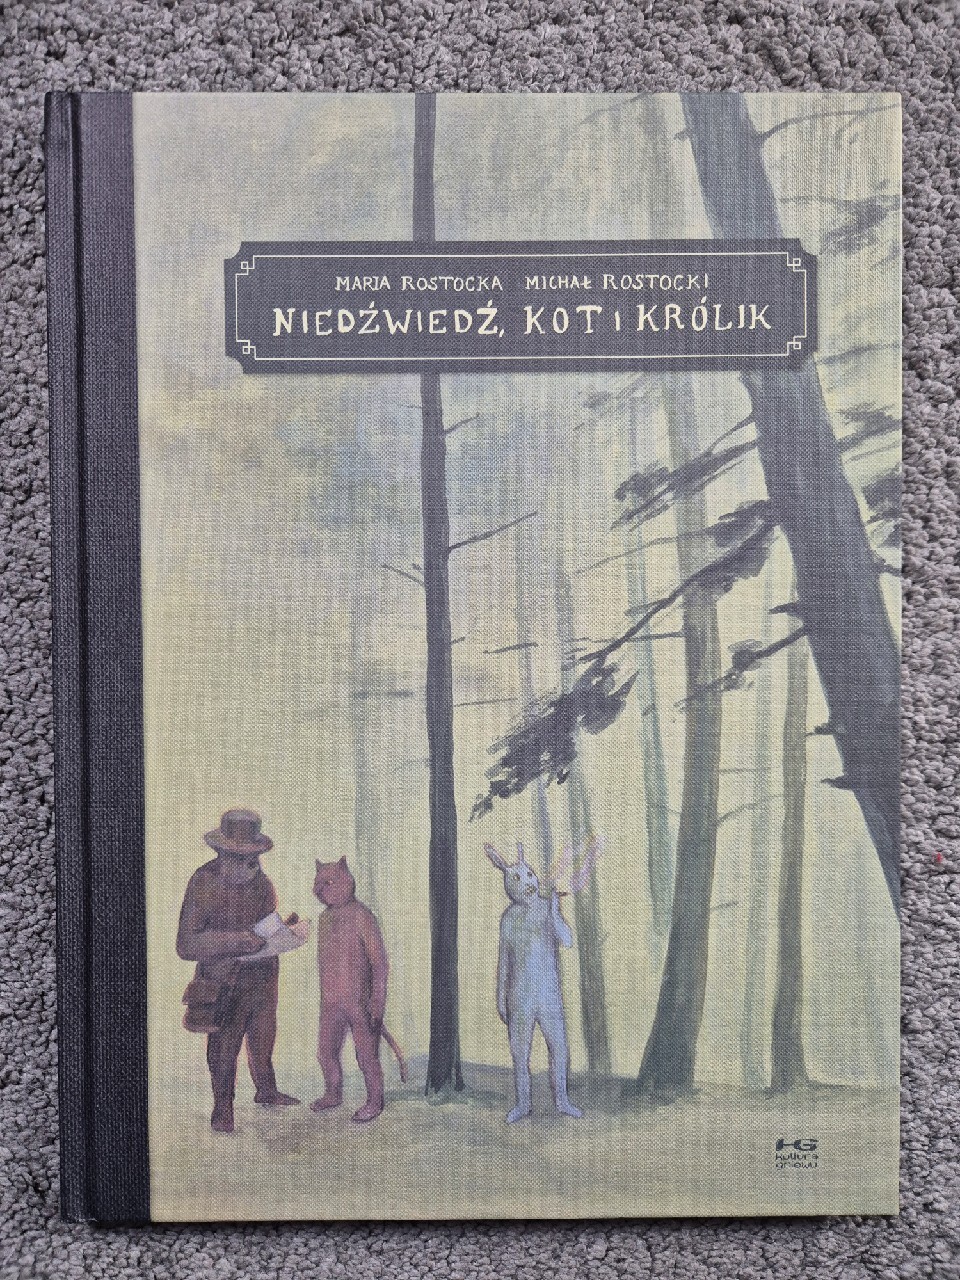 MARIA ROSTOCKA MICHAŁ ROSTOCKI
NIEDŹWIEDŹ, KOT I KRÓLIK
kultura
gniewu